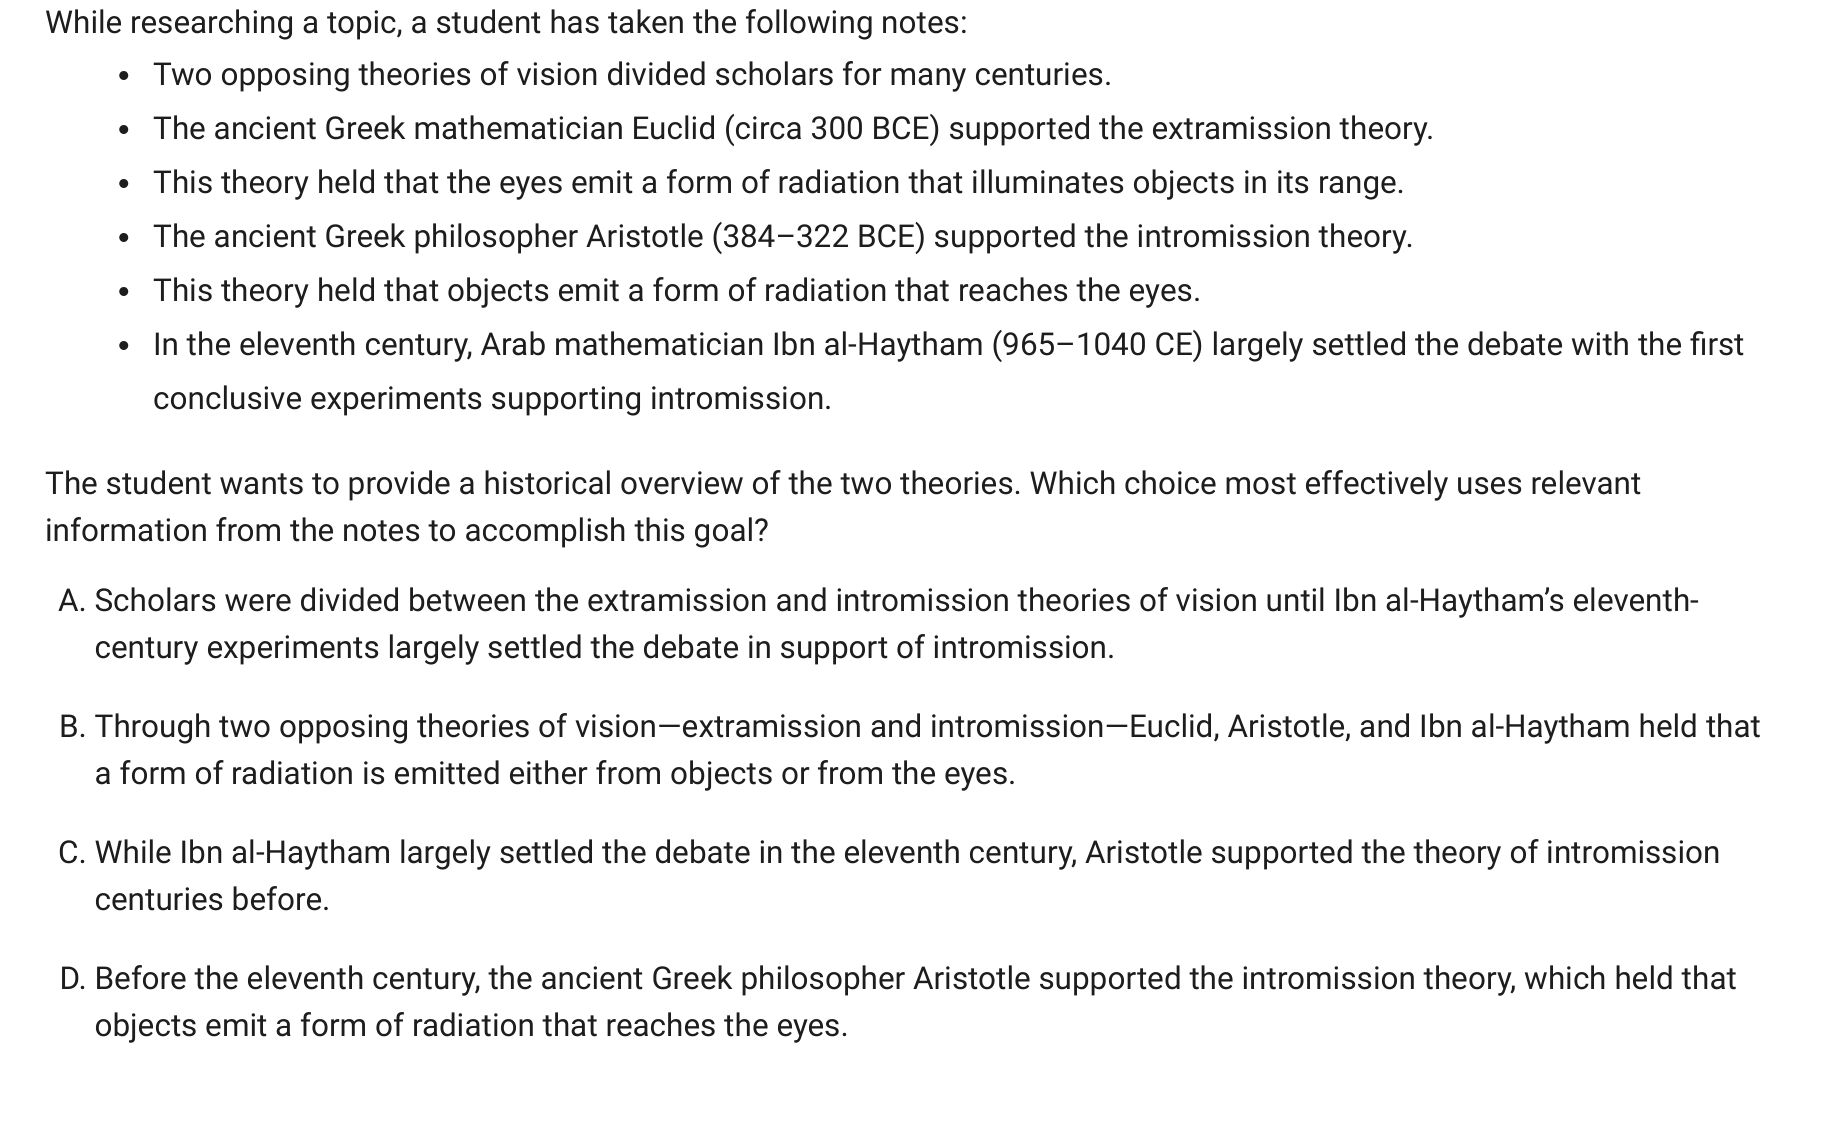 While researching a topic, a student has taken the following notes:
• Two opposing theories of vision divided scholars for many centuries.
• The ancient Greek mathematician Euclid (circa 300 BCE) supported the extramission theory.
• This theory held that the eyes emit a form of radiation that illuminates objects in its range.
• The ancient Greek philosopher Aristotle (384–322 BCE) supported the intromission theory.
• This theory held that objects emit a form of radiation that reaches the eyes.
• In the eleventh century, Arab mathematician Ibn al-Haytham (965–1040 CE) largely settled the debate with the first
conclusive experiments supporting intromission.
The student wants to provide a historical overview of the two theories. Which choice most effectively uses relevant
information from the notes to accomplish this goal?
A. Scholars were divided between the extramission and intromission theories of vision until Ibn al-Haytham’s eleventh-
century experiments largely settled the debate in support of intromission.
B. Through two opposing theories of vision—extramission and intromission—Euclid, Aristotle, and Ibn al-Haytham held that
a form of radiation is emitted either from objects or from the eyes.
C. While Ibn al-Haytham largely settled the debate in the eleventh century, Aristotle supported the theory of intromission
centuries before.
D. Before the eleventh century, the ancient Greek philosopher Aristotle supported the intromission theory, which held that
objects emit a form of radiation that reaches the eyes.